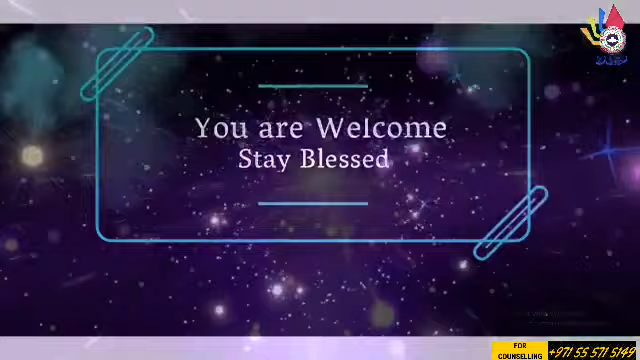 You are Welcome
Stay Blessed
FOR
COUNSELLING
+971 55 571 5149